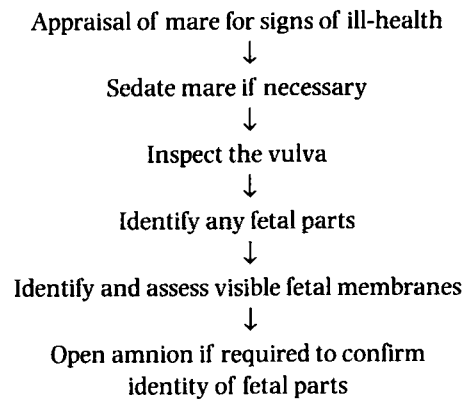 Appraisal of mare for signs of ill-health
↓
Sedate mare if necessary
↓
Inspect the vulva
↓
Identify any fetal parts
↓
Identify and assess visible fetal membranes
↓
Open amnion if required to confirm
identity of fetal parts